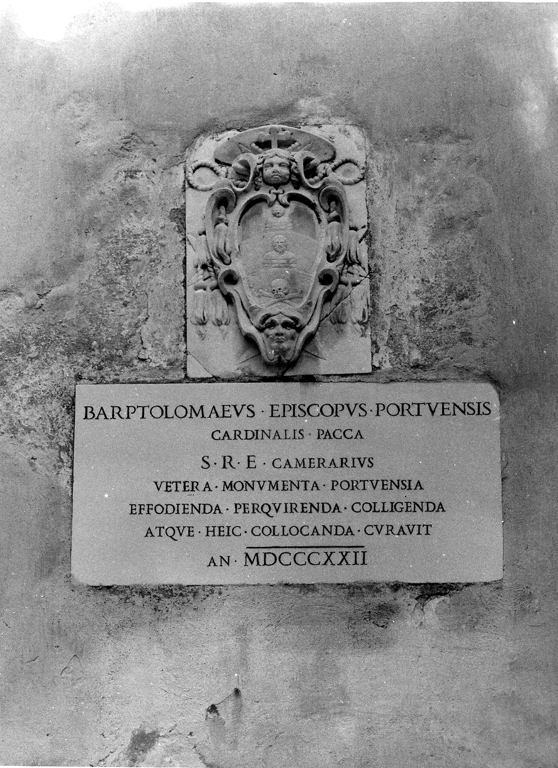 BARPTOLOMAEVS · EPISCOPVS · PORTVENSIS
CARDINALIS · PACCA
S · R · E · CAMERARIVS
VETERA · MONVMENTA · PORTVENSIA
EFFODIENDA · PERQVIRENDA · COLLIGENDA
ATQVE · HEIC · COLLOCANDA · CVRAVIT
AN · MDCCCXXII